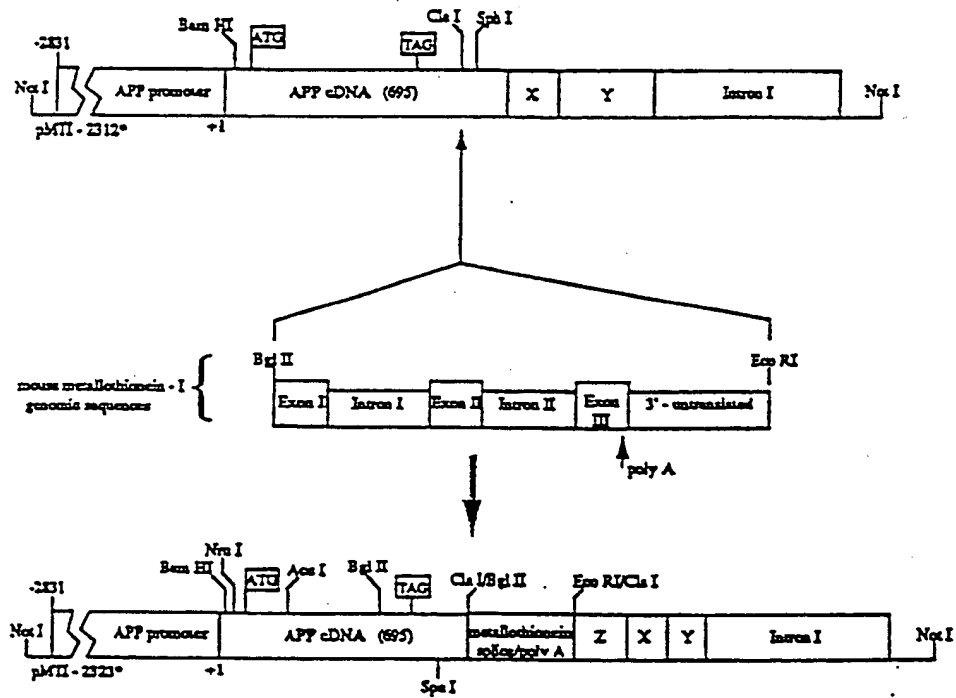 Bam HI
ATG
TAG
Cla I
Sph I
-2831
Not I
APP promoter
APP cDNA (695)
X
Y
Intron I
Not I
pMTI - 2312*
+1
Bgl II
Eco RI
mouse metallothionein - I
genomic sequences
Exon I
Intron I
Exon II
Intron II
Exon
III
3' - untranslated
poly A
Nru I
Bam HI
ATG
Acc I
Bgl II
TAG
Cla I/Bgl II
Eco RI/Cla I
-2831
Not I
APP promoter
APP cDNA (695)
metallothionein
splice/poly A
Z
X
Y
Intron I
Not I
pMTI - 2323*
+1
Spe I